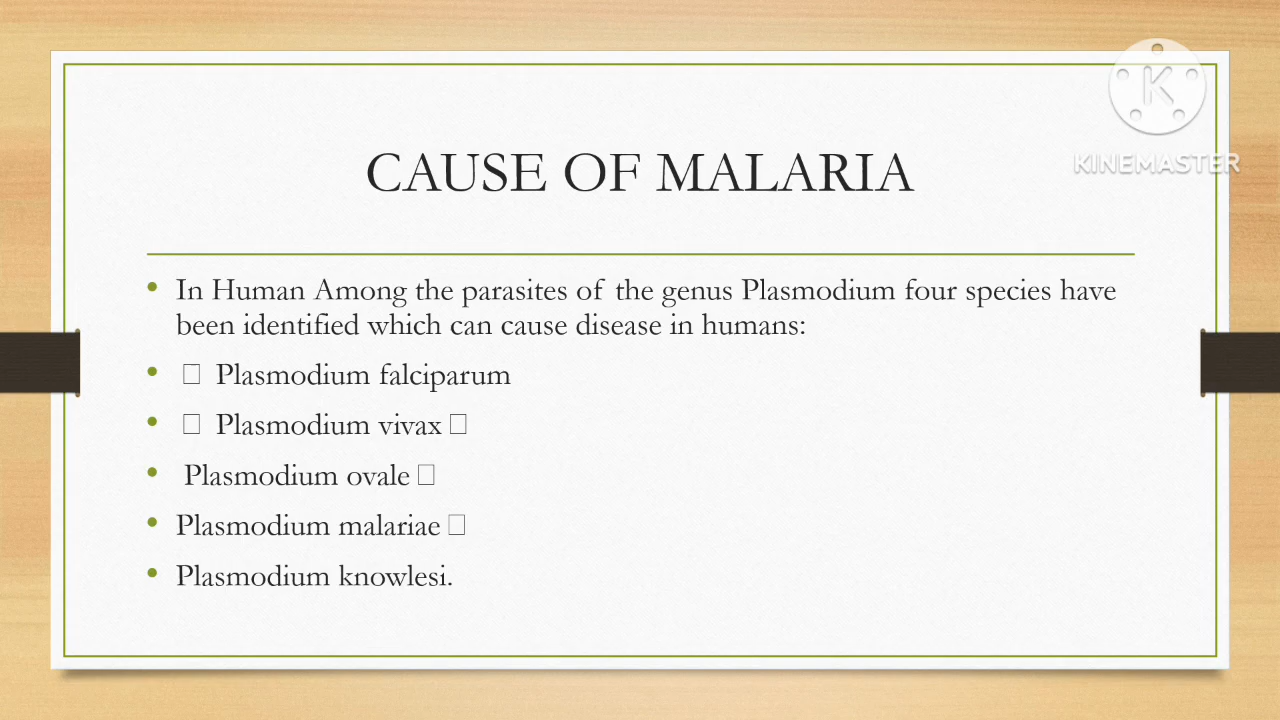 K
KINEMASTER
CAUSE OF MALARIA
• In Human Among the parasites of the genus Plasmodium four species have
been identified which can cause disease in humans:
• □ Plasmodium falciparum
• □ Plasmodium vivax □
• Plasmodium ovale □
• Plasmodium malariae □
• Plasmodium knowlesi.